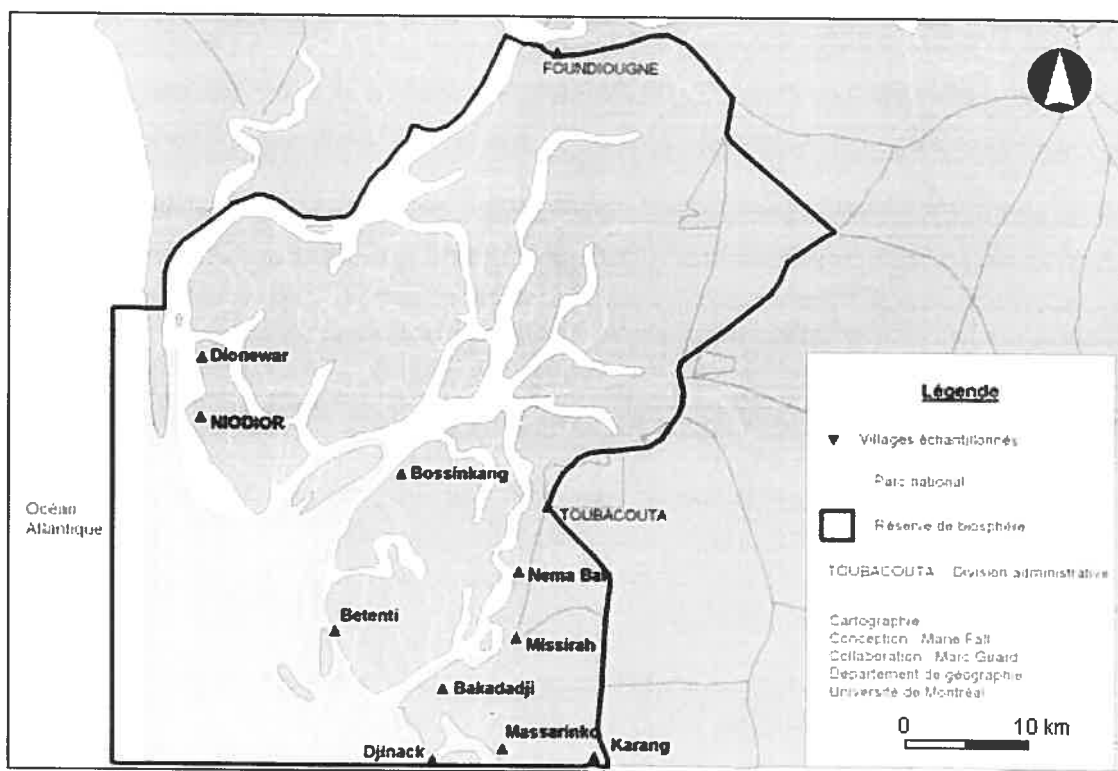 FOUNDIOUGNE
Dionewar
NIODIOR
Bossinkang
Océan
Atlantique
TOUBACOUTA
Nema Bah
Betenti
Missirah
Bakadadji
Massarinko
Djinack
Karang
Légende
Villages échantillonnés
Parc national
Réserve de biosphère
TOUBACOUTA Division administrative
Cartographie
Conception : Marie Fall
Collaboration : Marc Girard
Département de géographie
Université de Montréal
0 10 km